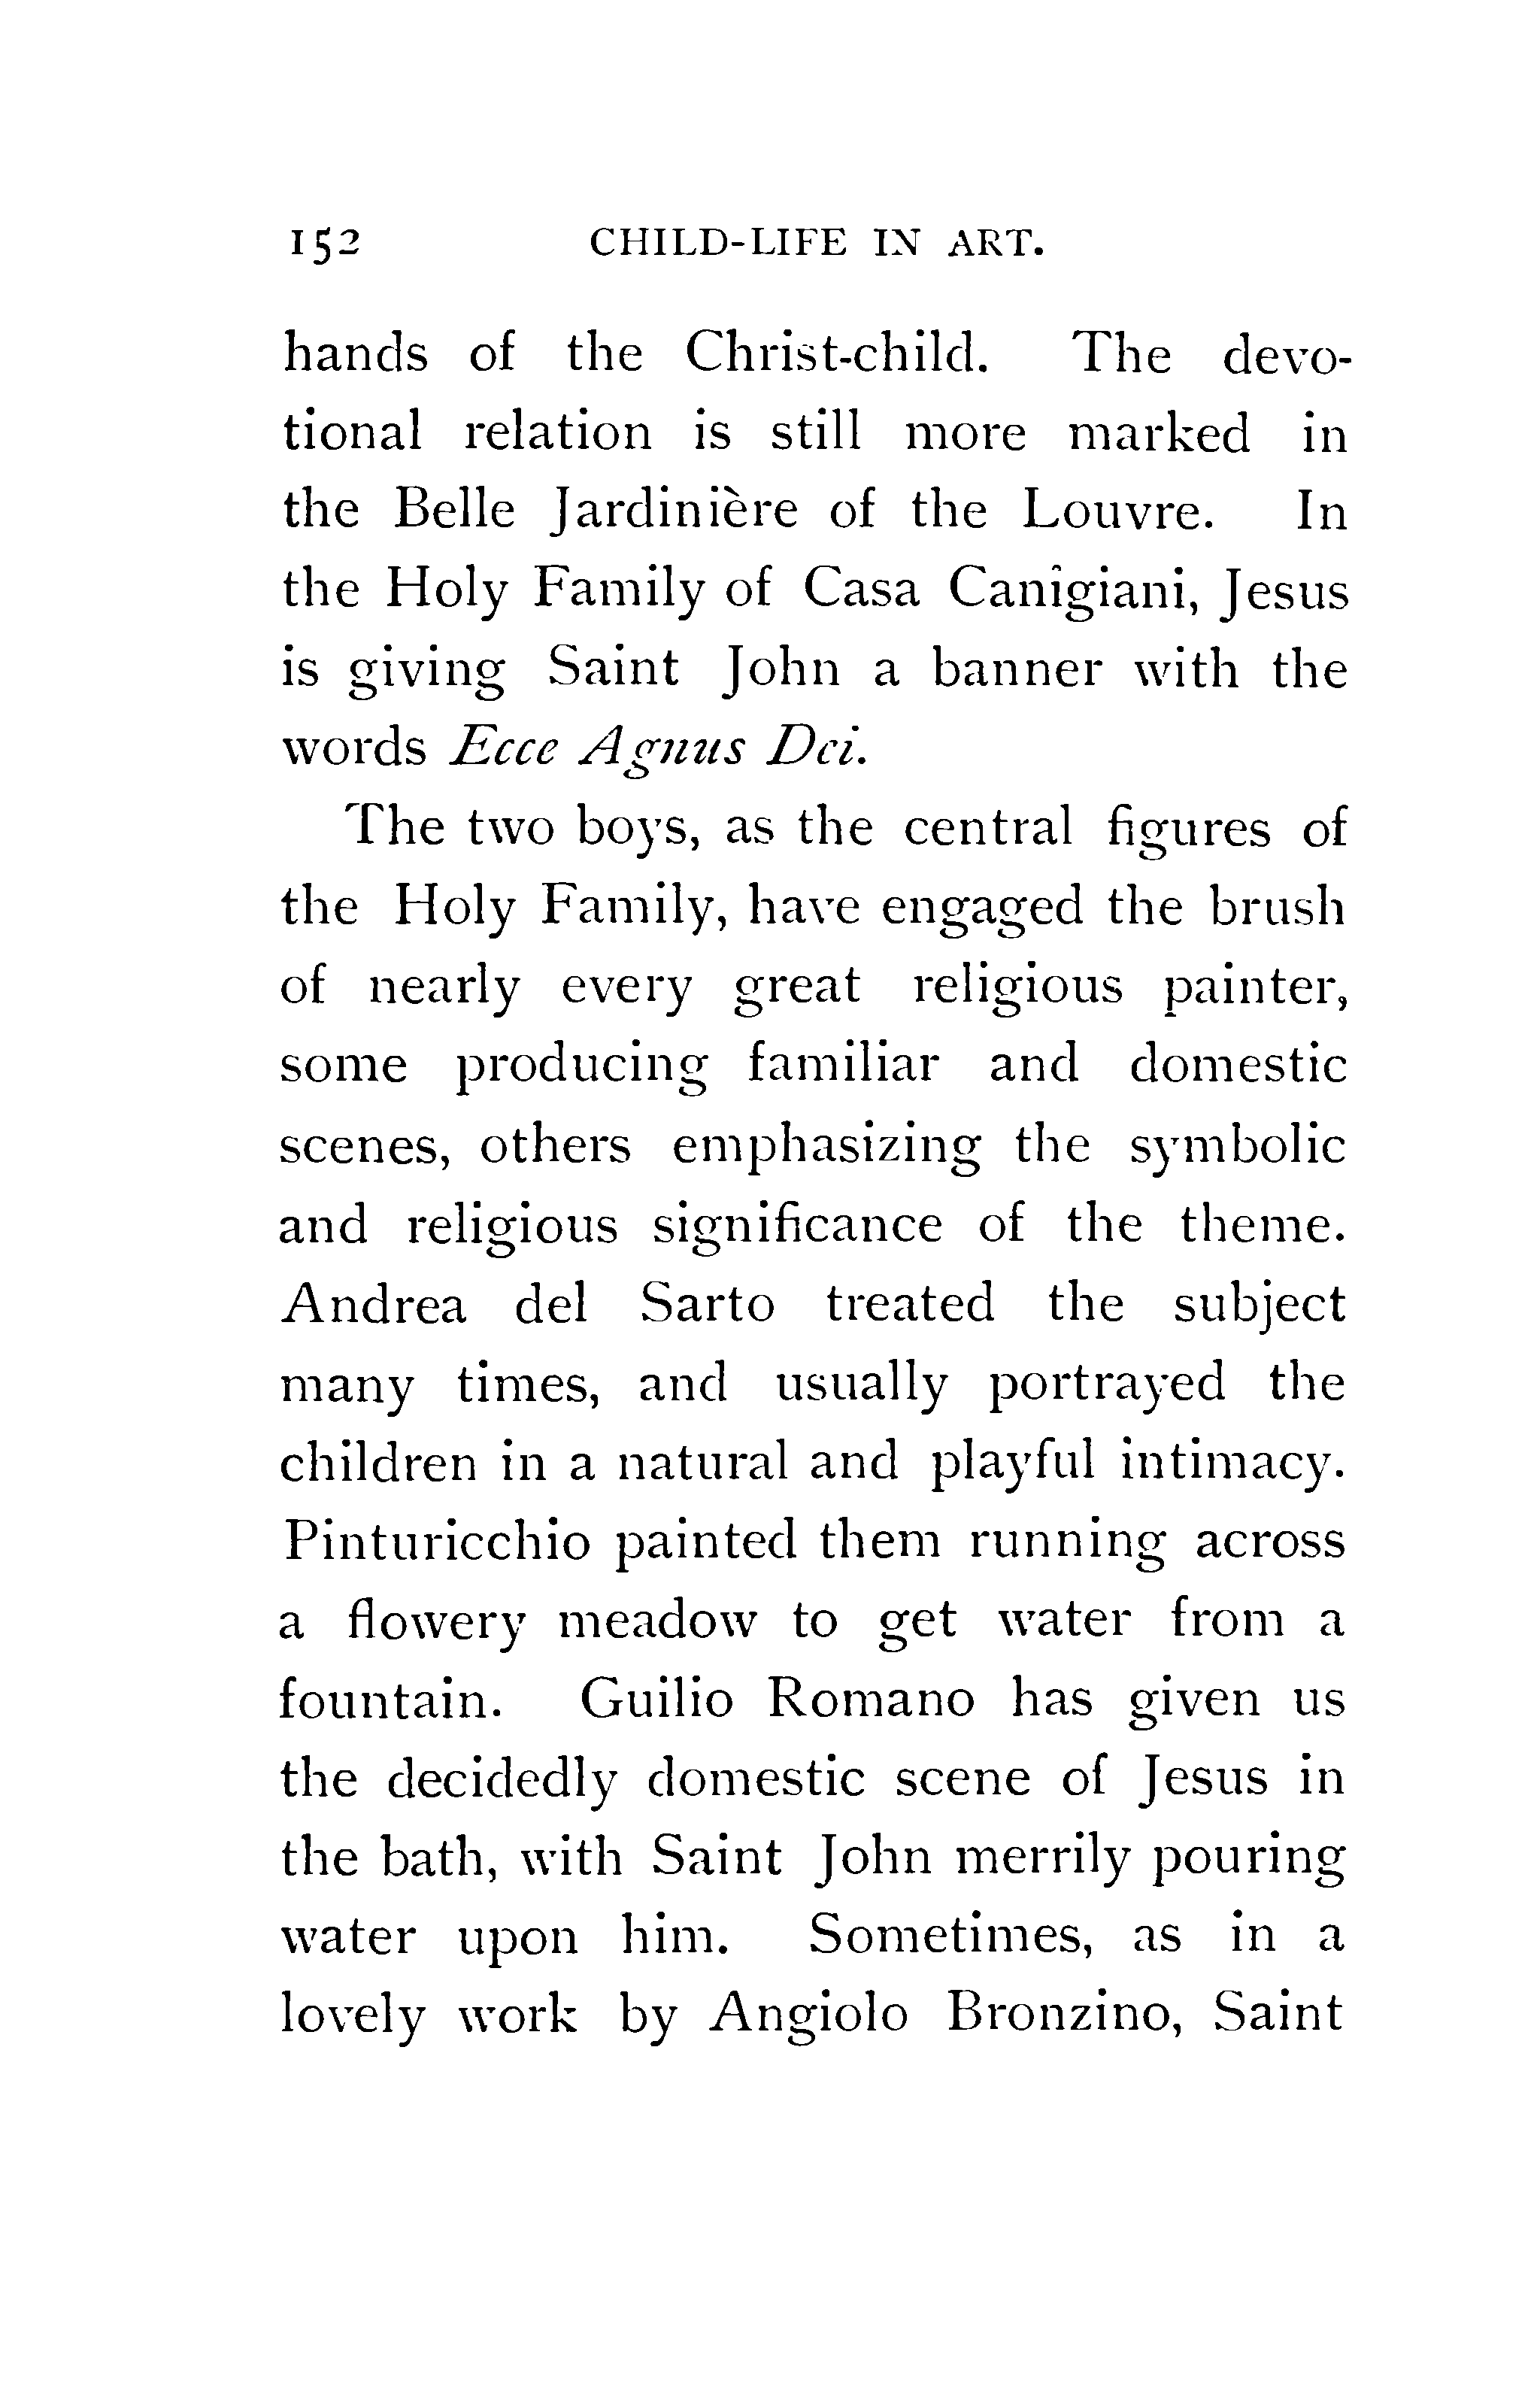 152 CHILD-LIFE IN ART.
hands of the Christ-child. The devo-
tional relation is still more marked in
the Belle Jardinière of the Louvre. In
the Holy Family of Casa Canigiani, Jesus
is giving Saint John a banner with the
words Ecce Agnus Dei.
The two boys, as the central figures of
the Holy Family, have engaged the brush
of nearly every great religious painter,
some producing familiar and domestic
scenes, others emphasizing the symbolic
and religious significance of the theme.
Andrea del Sarto treated the subject
many times, and usually portrayed the
children in a natural and playful intimacy.
Pinturicchio painted them running across
a flowery meadow to get water from a
fountain. Guilio Romano has given us
the decidedly domestic scene of Jesus in
the bath, with Saint John merrily pouring
water upon him. Sometimes, as in a
lovely work by Angiolo Bronzino, Saint